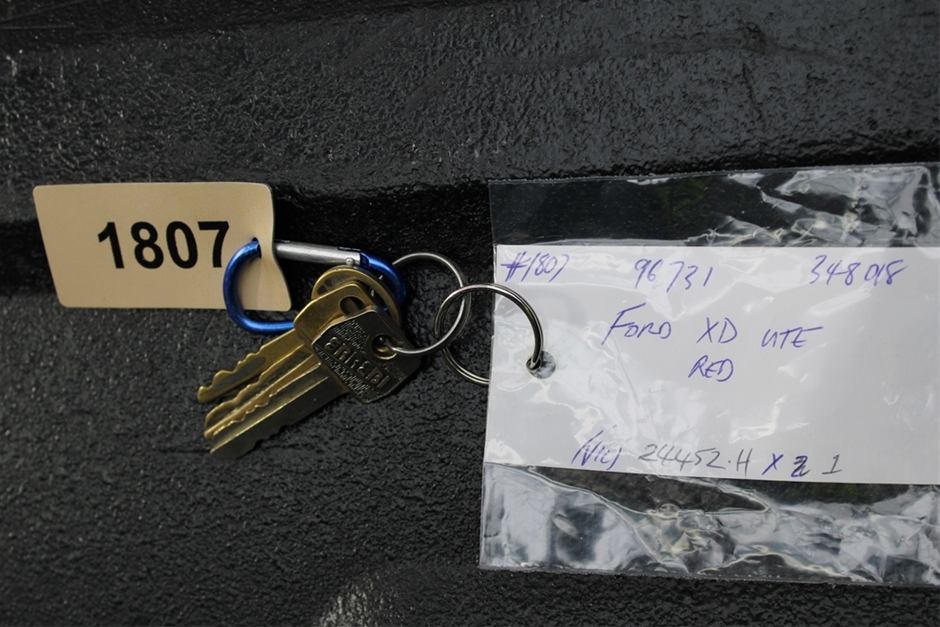 1807
#1807 96731 348018
FORD XD UTE
RED
(VIC) 24452·H X 1